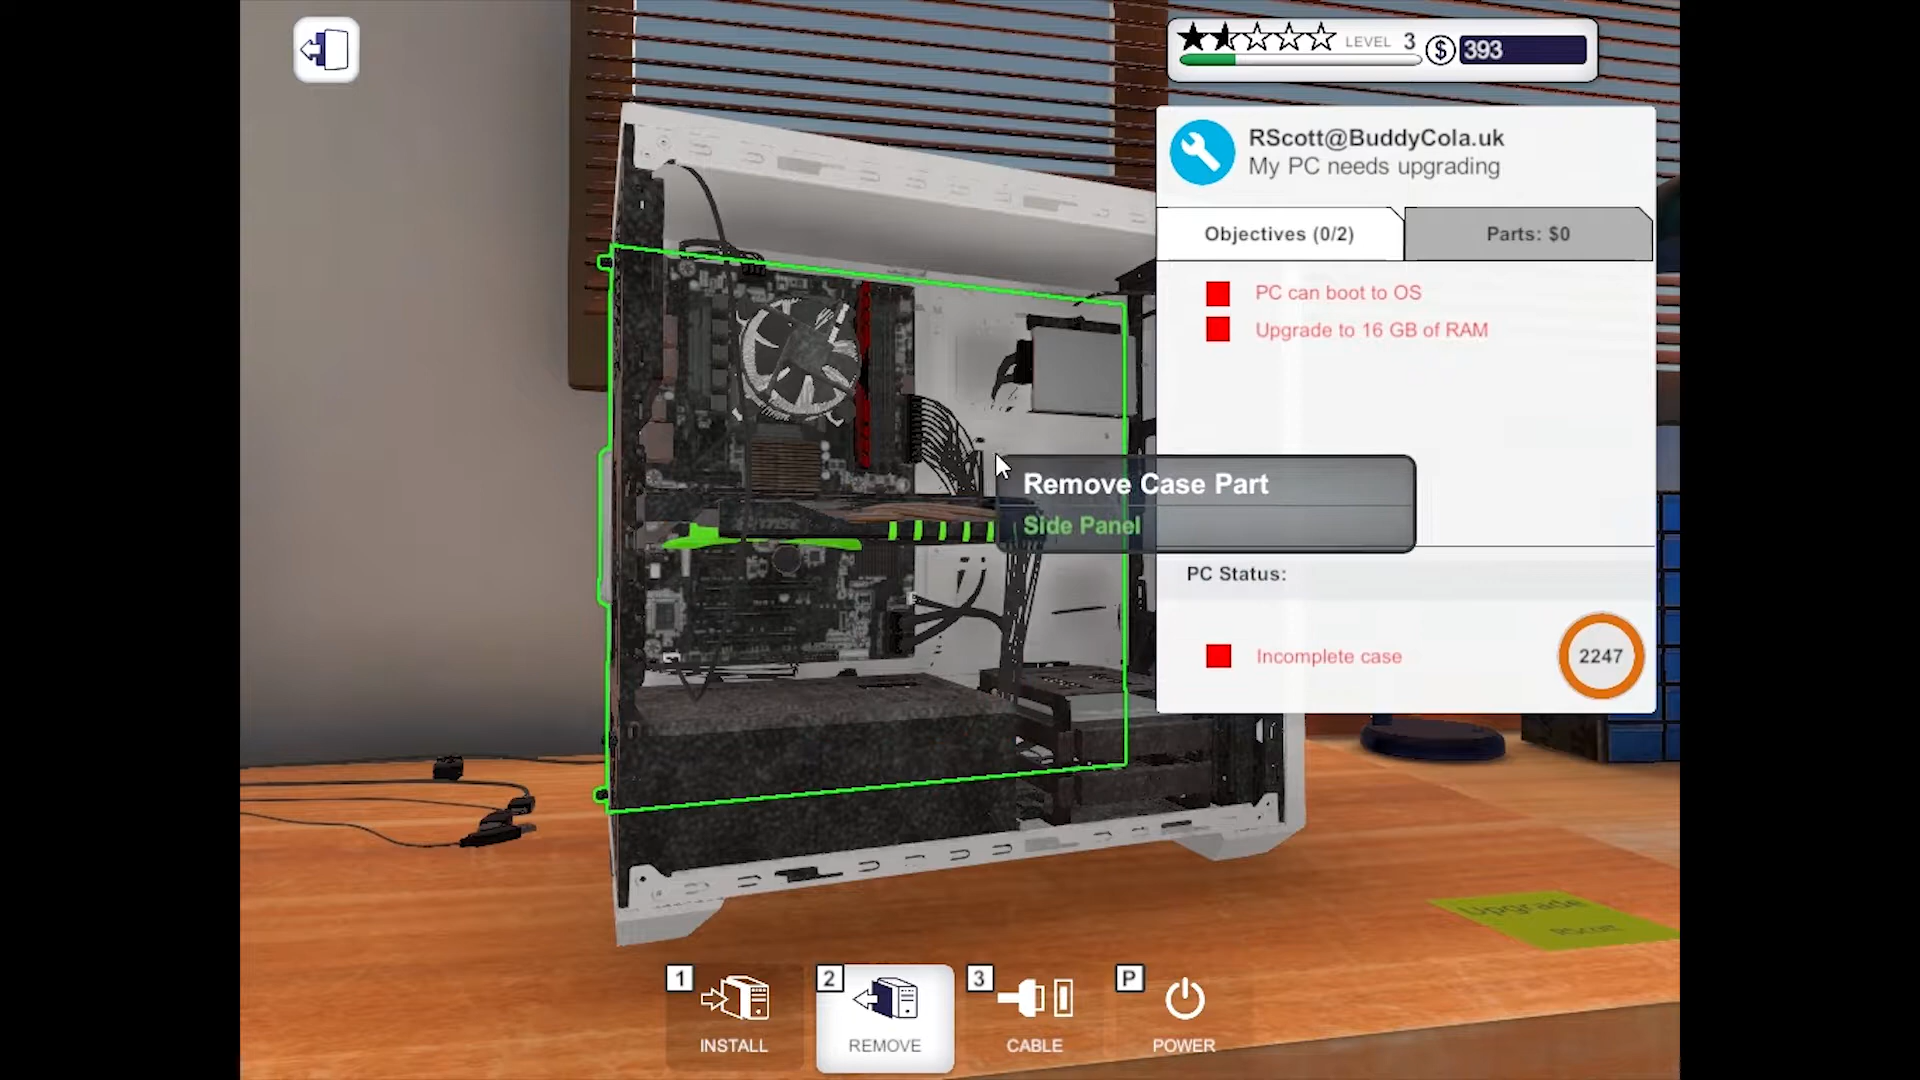 LEVEL 3
$ 393
RScott@BuddyCola.uk
My PC needs upgrading
Objectives (0/2)
Parts: $0
PC can boot to OS
Upgrade to 16 GB of RAM
Remove Case Part
Side Panel
PC Status:
Incomplete case
2247
Upgrade
RScott
1
INSTALL
2
REMOVE
3
CABLE
P
POWER